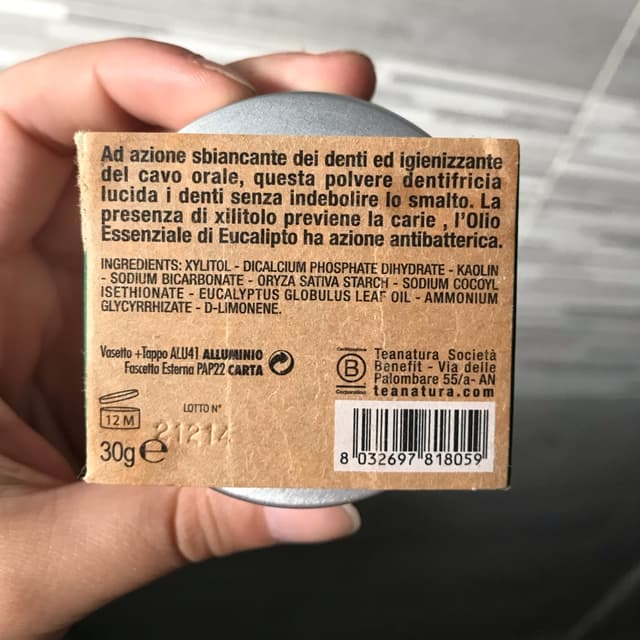 Ad azione sbiancante dei denti ed igienizzante
del cavo orale, questa polvere dentifricia
lucida i denti senza indebolire lo smalto. La
presenza di xilitolo previene la carie , l'Olio
Essenziale di Eucalipto ha azione antibatterica.
INGREDIENTS: XYLITOL - DICALCIUM PHOSPHATE DIHYDRATE - KAOLIN
- SODIUM BICARBONATE - ORYZA SATIVA STARCH - SODIUM COCOYL
ISETHIONATE - EUCALYPTUS GLOBULUS LEAF OIL - AMMONIUM
GLYCYRRHIZATE - D-LIMONENE.
Vasetto +Tappo ALU41 ALLUMINIO
Fascetta Esterna PAP22 CARTA
Certificazione
B
Corporation
Teanatura Società
Benefit - Via delle
Palombare 55/a- AN
teanatura.com
12 M
LOTTO N°
21214
30g e
8 032697 818059